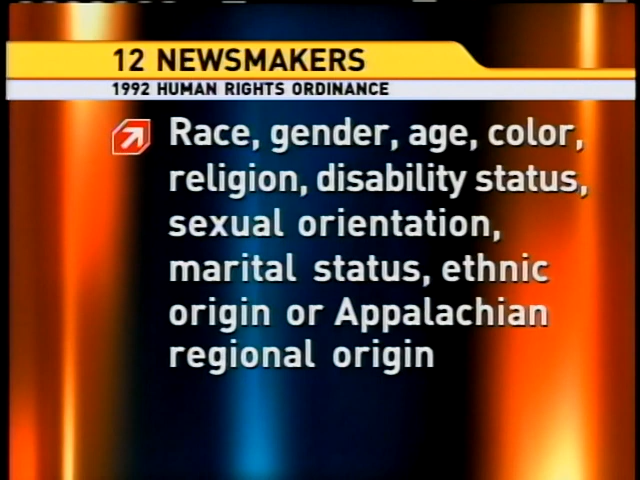 12 NEWSMAKERS
1992 HUMAN RIGHTS ORDINANCE
Race, gender, age, color,
religion, disability status,
sexual orientation,
marital status, ethnic
origin or Appalachian
regional origin